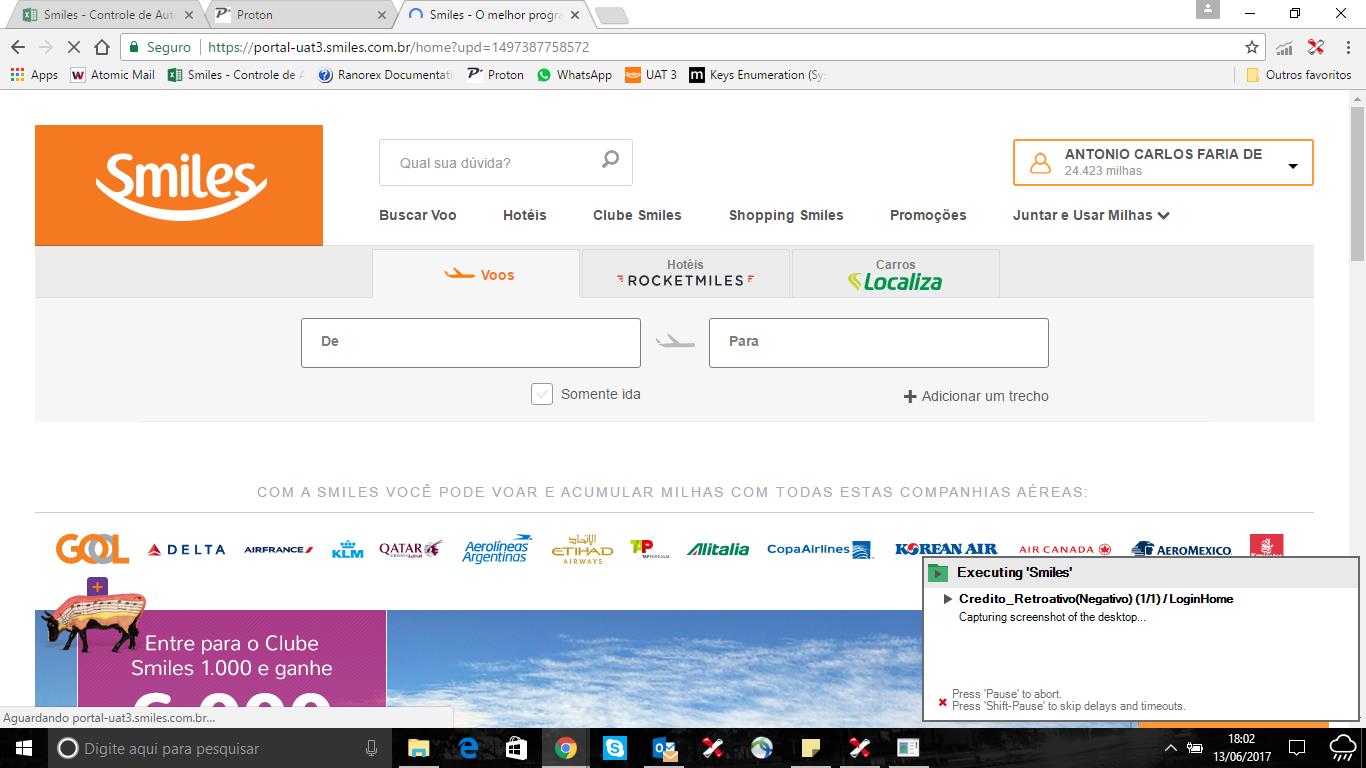 Smiles - Controle de Aut
Proton
Smiles - O melhor progra
Seguro
https://portal-uat3.smiles.com.br/home?upd=1497387758572
Apps
Atomic Mail
Smiles - Controle de A
Ranorex Documentati
Proton
WhatsApp
UAT 3
Keys Enumeration (Sy
Outros favoritos
Smiles
Qual sua dúvida?
ANTONIO CARLOS FARIA DE
24.423 milhas
Buscar Voo
Hotéis
Clube Smiles
Shopping Smiles
Promoções
Juntar e Usar Milhas
Voos
Hotéis
ROCKETMILES
Carros
Localiza
De
Para
Somente ida
Adicionar um trecho
COM A SMILES VOCÊ PODE VOAR E ACUMULAR MILHAS COM TODAS ESTAS COMPANHIAS AÉREAS:
GOL
DELTA
AIRFRANCE
KLM
QATAR
Aerolíneas Argentinas
ETIHAD AIRWAYS
TAP PORTUGAL
Alitalia
CopaAirlines
KOREAN AIR
AIR CANADA
AEROMEXICO
Entre para o Clube
Smiles 1.000 e ganhe
Executing 'Smiles'
Credito_Retroativo(Negativo) (1/1) / LoginHome
Capturing screenshot of the desktop...
Press 'Pause' to abort.
Press 'Shift-Pause' to skip delays and timeouts.
Aguardando portal-uat3.smiles.com.br...
Digite aqui para pesquisar
18:02
13/06/2017